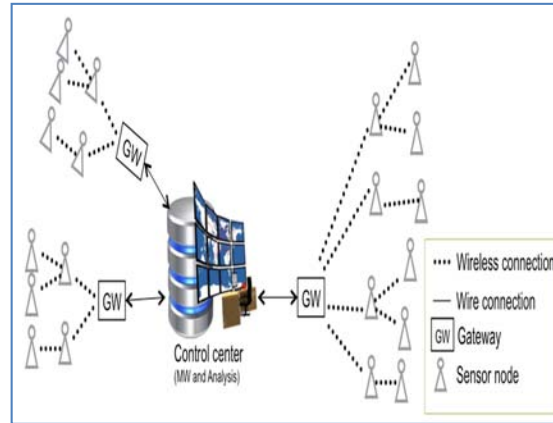 GW
GW
GW
Control center
(MW and Analysis)
Wireless connection
Wire connection
GW Gateway
Sensor node